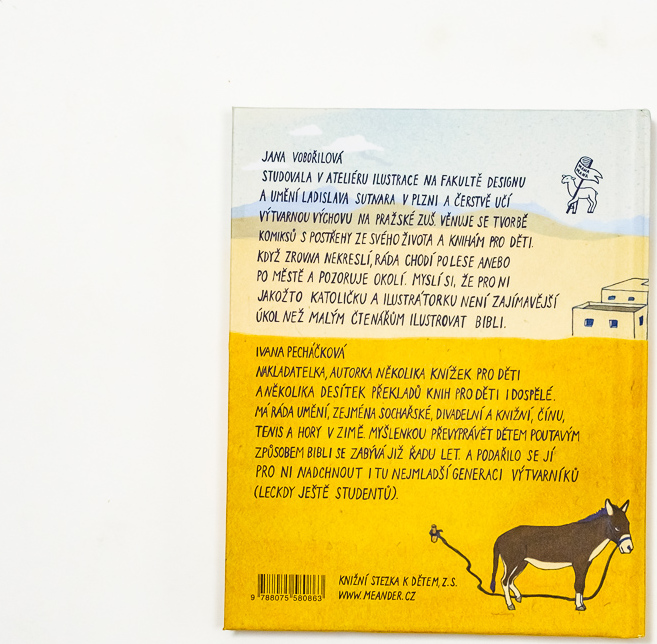 JANA VOBOŘILOVÁ
STUDOVALA V ATELIÉRU ILUSTRACE NA FAKULTĚ DESIGNU
A UMĚNÍ LADISLAVA SUTNARA V PLZNI A ČERSTVĚ UČÍ
VÝTVARNOU VÝCHOVU NA PRAŽSKÉ ZUŠ. VĚNUJE SE TVORBĚ
KOMIKSŮ S POSTŘEHY ZE SVÉHO ŽIVOTA A KNIHÁM PRO DĚTI.
KDYŽ ZROVNA NEKRESLÍ, RÁDA CHODÍ PO LESE ANEBO
PO MĚSTĚ A POZORUJE OKOLÍ. MYSLÍ SI, ŽE PRO NI
JAKOŽTO KATOLIČKU A ILUSTRÁTORKU NENÍ ZAJÍMAVĚJŠÍ
ÚKOL NEŽ MALÝM ČTENÁŘŮM ILUSTROVAT BIBLI.
IVANA PECHÁČKOVÁ
NAKLADATELKA, AUTORKA NĚKOLIKA KNÍŽEK PRO DĚTI
A NĚKOLIKA DESÍTEK PŘEKLADŮ KNIH PRO DĚTI I DOSPĚLÉ.
MÁ RÁDA UMĚNÍ, ZEJMÉNA SOCHAŘSKÉ, DIVADELNÍ A KNIŽNÍ, ČÍNU,
TENIS A HORY V ZIMĚ. MYŠLENKOU PŘEVYPRÁVĚT DĚTEM POUTAVÝM
ZPŮSOBEM BIBLI SE ZABÝVÁ JIŽ ŘADU LET. A PODAŘILO SE JÍ
PRO NI NADCHNOUT I TU NEJMLADŠÍ GENERACI VÝTVARNÍKŮ
(LECKDY JEŠTĚ STUDENTŮ).
KNIŽNÍ STEZKA K DĚTEM, Z. S.
WWW.MEANDER.CZ
9 788075 580863